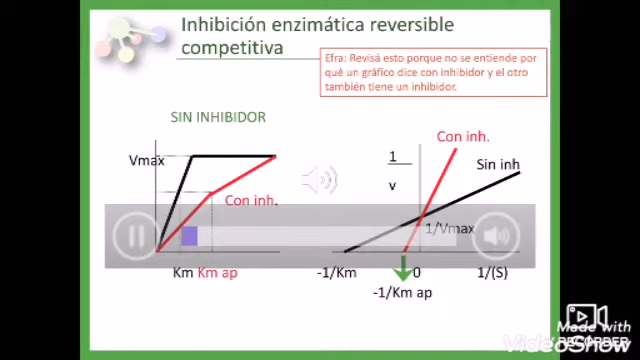 Inhibición enzimática reversible
competitiva
Efra: Revisá esto porque no se entiende por
qué un gráfico dice con inhibidor y el otro
también tiene un inhibidor.
SIN INHIBIDOR
Vmax
Con inh.
Km Km ap
Con inh.
1
v
Sin inh
1/Vmax
-1/Km
0
1/(S)
-1/Km ap
Made with
RECORDER
VideoShow